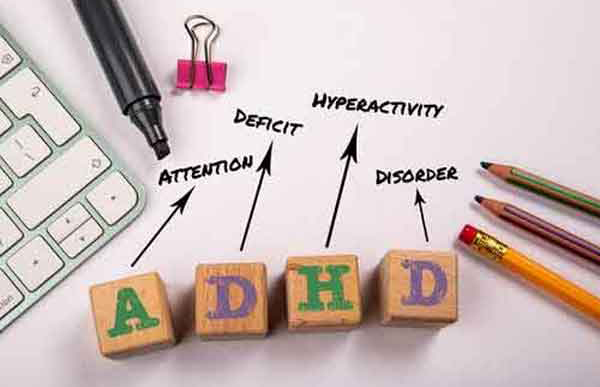 ATTENTION
DEFICIT
HYPERACTIVITY
DISORDER
A D H D